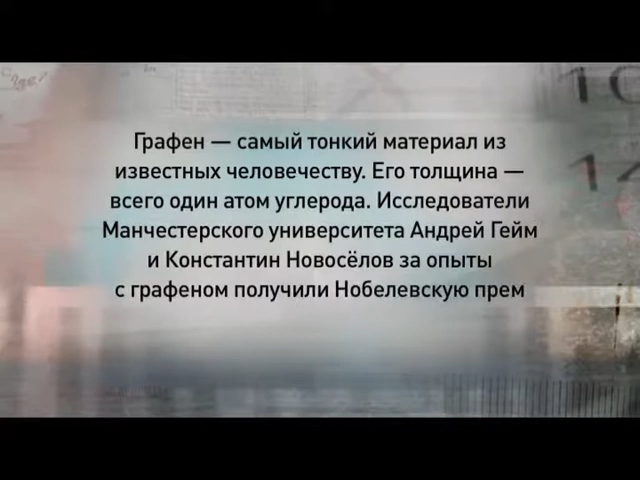 Графен — самый тонкий материал из
известных человечеству. Его толщина —
всего один атом углерода. Исследователи
Манчестерского университета Андрей Гейм
и Константин Новосёлов за опыты
с графеном получили Нобелевскую прем
10